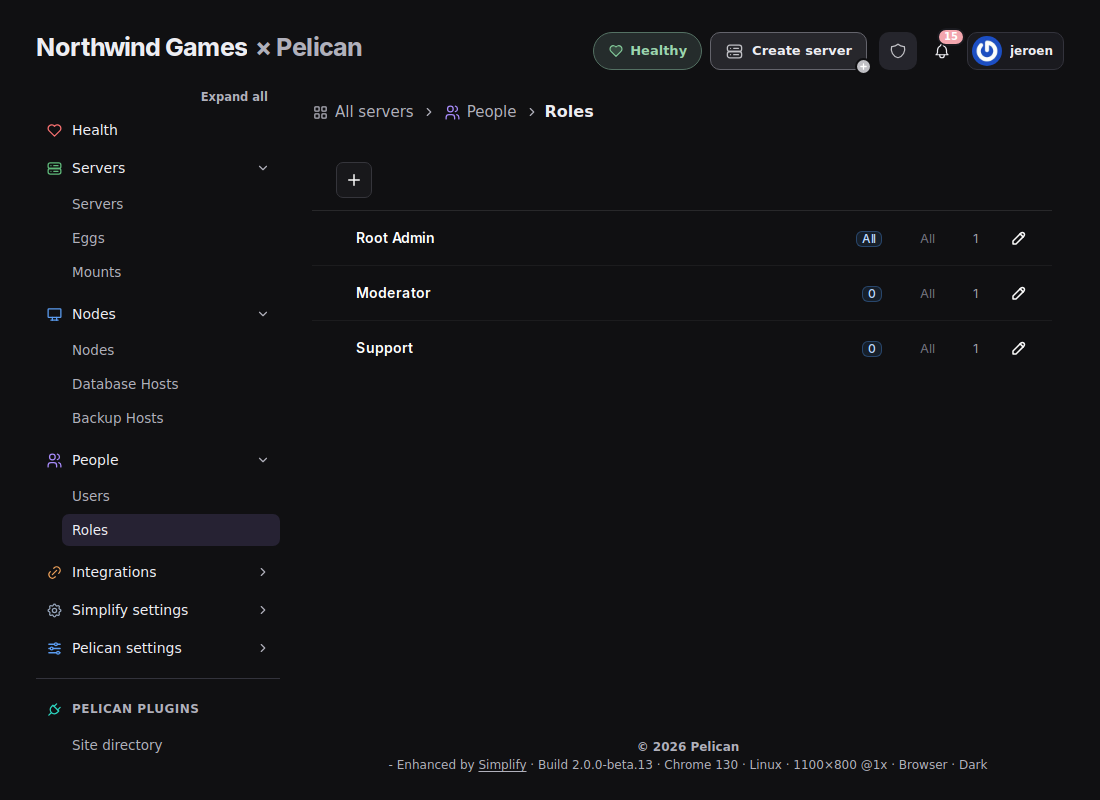 Northwind Games × Pelican
Healthy
Create server
15
jeroen
Expand all
Health
Servers
Servers
Eggs
Mounts
Nodes
Nodes
Database Hosts
Backup Hosts
People
Users
Roles
Integrations
Simplify settings
Pelican settings
PELICAN PLUGINS
Site directory
All servers > People > Roles
Root Admin All All 1
Moderator 0 All 1
Support 0 All 1
© 2026 Pelican
- Enhanced by Simplify · Build 2.0.0-beta.13 · Chrome 130 · Linux · 1100×800 @1x · Browser · Dark